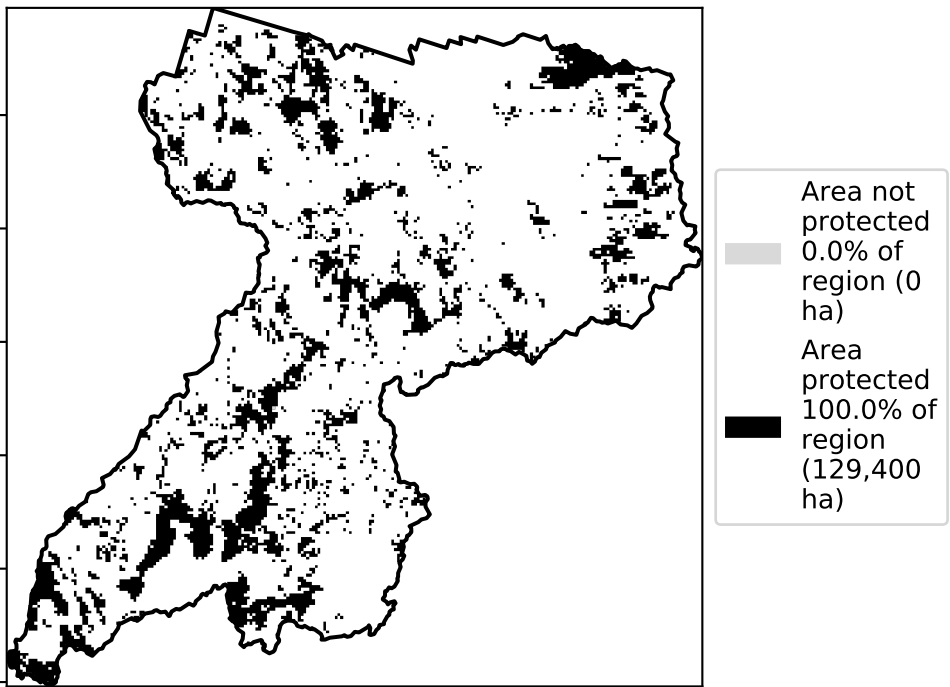 Area not
protected
0.0% of
region (0
ha)
Area
protected
100.0% of
region
(129,400
ha)